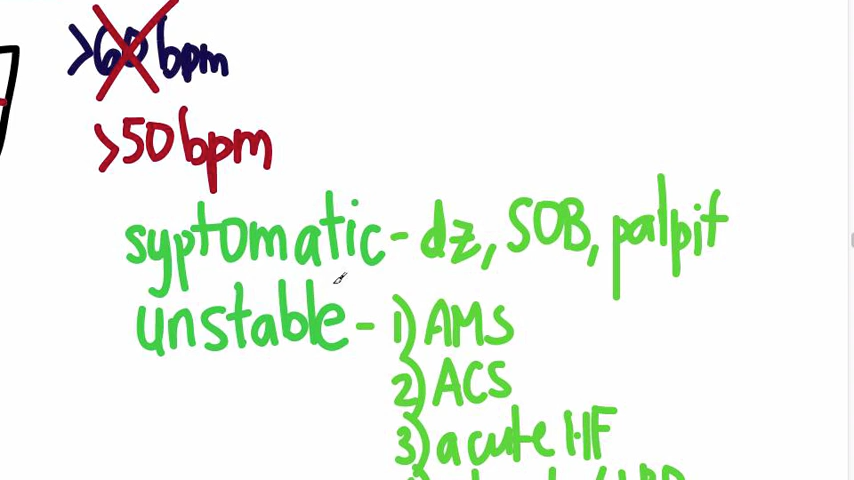 >60 bpm
>50 bpm
syptomatic - dz, SOB, palpit
unstable - 1) AMS
2) ACS
3) acute HF